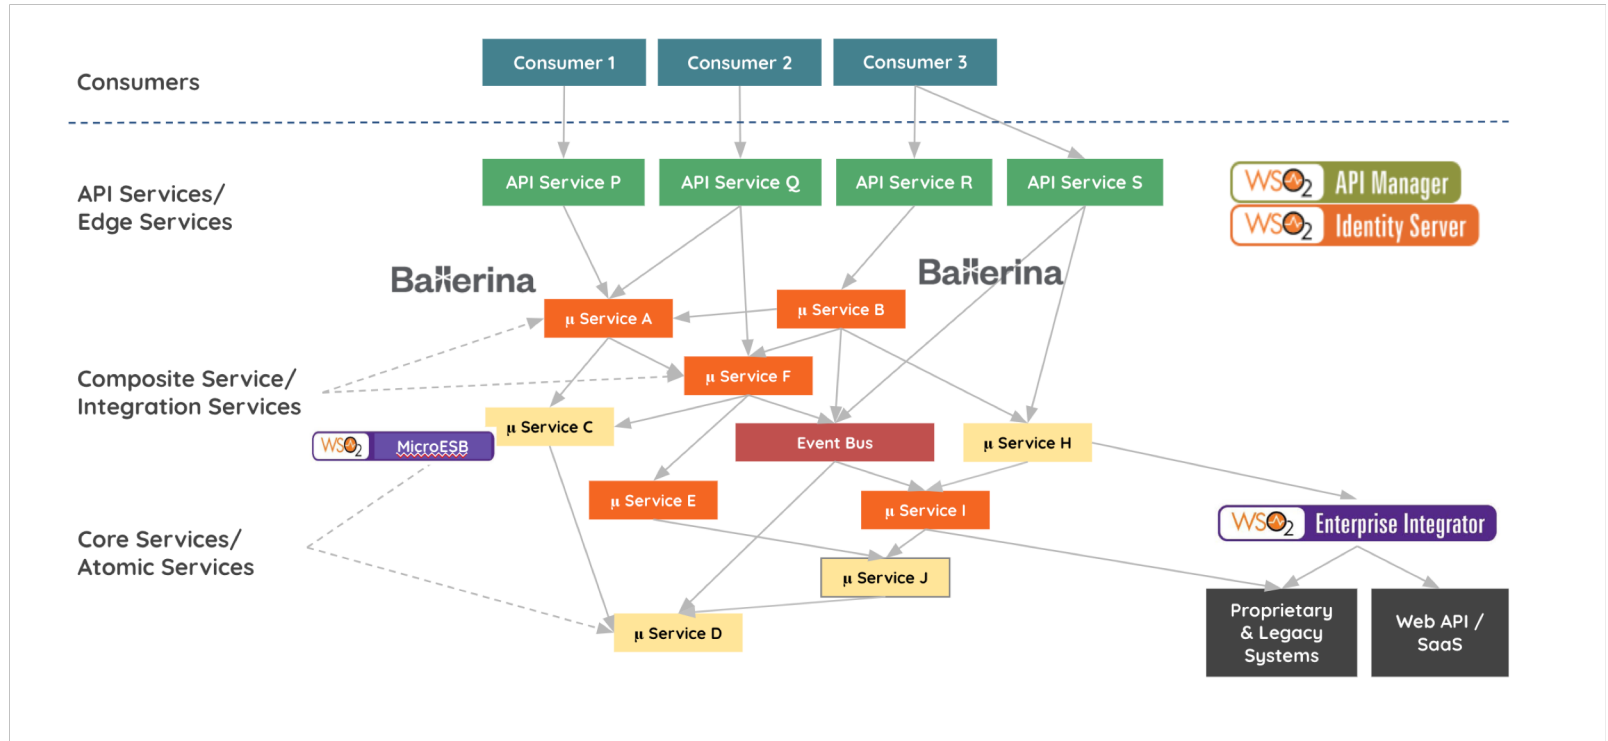 Consumer 1
Consumer 2
Consumer 3
Consumers
API Service P
API Service Q
API Service R
API Service S
API Services/
Edge Services
WSO2 API Manager
WSO2 Identity Server
Ballerina
Ballerina
µ Service A
µ Service B
µ Service F
Composite Service/
Integration Services
µ Service C
WSO2 MicroESB
Event Bus
µ Service H
µ Service E
µ Service I
WSO2 Enterprise Integrator
Core Services/
Atomic Services
µ Service J
µ Service D
Proprietary
& Legacy
Systems
Web API /
SaaS